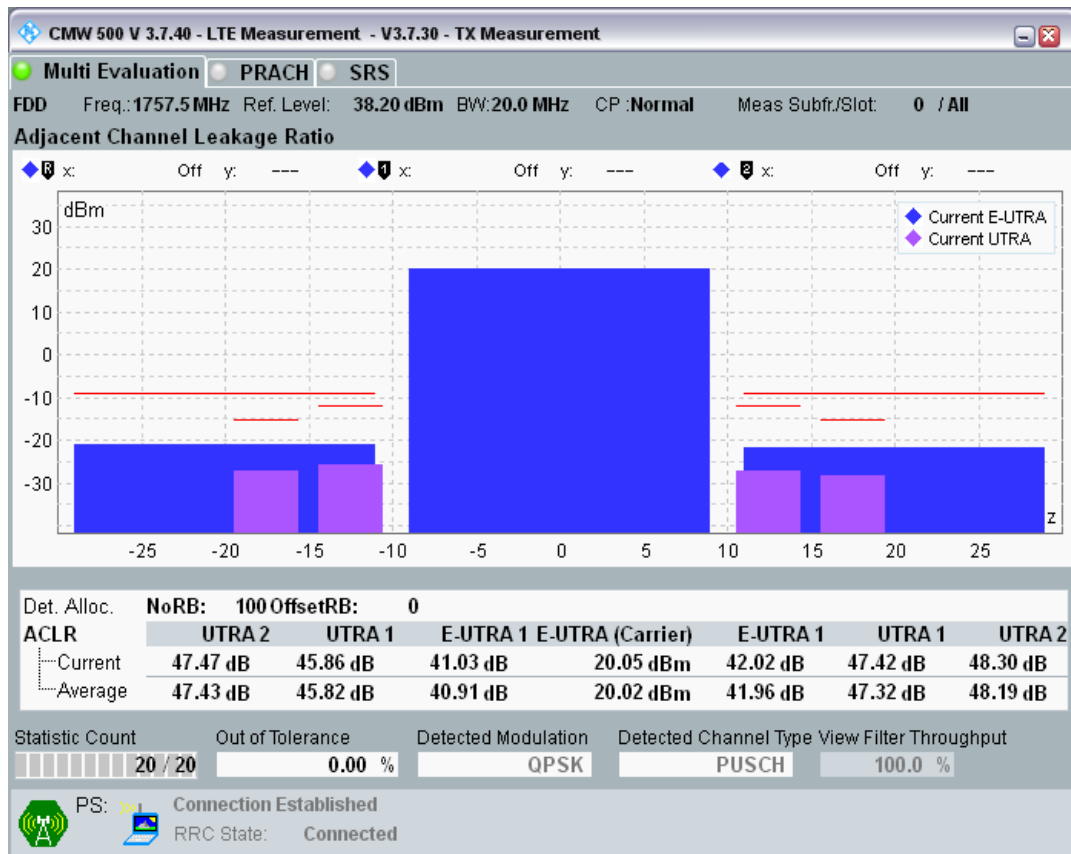 CMW 500 V 3.7.40 - LTE Measurement - V3.7.30 - TX Measurement
Multi Evaluation PRACH SRS
FDD Freq.:1757.5 MHz Ref. Level: 38.20 dBm BW:20.0 MHz CP :Normal Meas Subfr./Slot: 0 / All
Adjacent Channel Leakage Ratio
R x: Off y: --- 1 x: Off y: --- 2 x: Off y: ---
dBm
Current E-UTRA
Current UTRA
30
20
10
0
-10
-20
-30
z
-25 -20 -15 -10 -5 0 5 10 15 20 25
Det. Alloc. NoRB: 100 OffsetRB: 0
ACLR UTRA 2 UTRA 1 E-UTRA 1 E-UTRA (Carrier) E-UTRA 1 UTRA 1 UTRA 2
Current 47.47 dB 45.86 dB 41.03 dB 20.05 dBm 42.02 dB 47.42 dB 48.30 dB
Average 47.43 dB 45.82 dB 40.91 dB 20.02 dBm 41.96 dB 47.32 dB 48.19 dB
Statistic Count Out of Tolerance Detected Modulation Detected Channel Type View Filter Throughput
20 / 20 0.00 % QPSK PUSCH 100.0 %
PS: Connection Established
RRC State: Connected